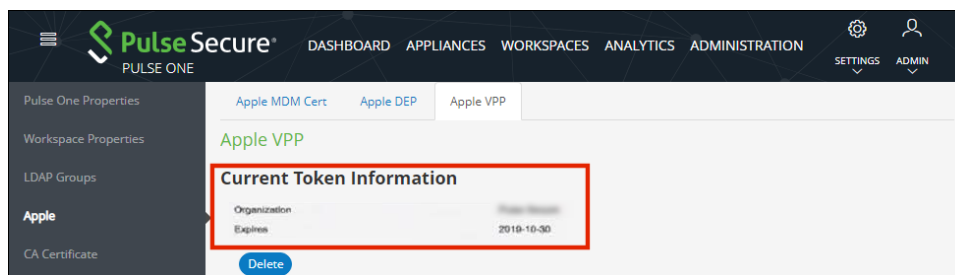 Pulse Secure®
PULSE ONE
DASHBOARD APPLIANCES WORKSPACES ANALYTICS ADMINISTRATION
SETTINGS ADMIN
Pulse One Properties
Workspace Properties
LDAP Groups
Apple
CA Certificate
Apple MDM Cert Apple DEP Apple VPP
Apple VPP
Current Token Information
Organization
Expires 2019-10-30
Delete